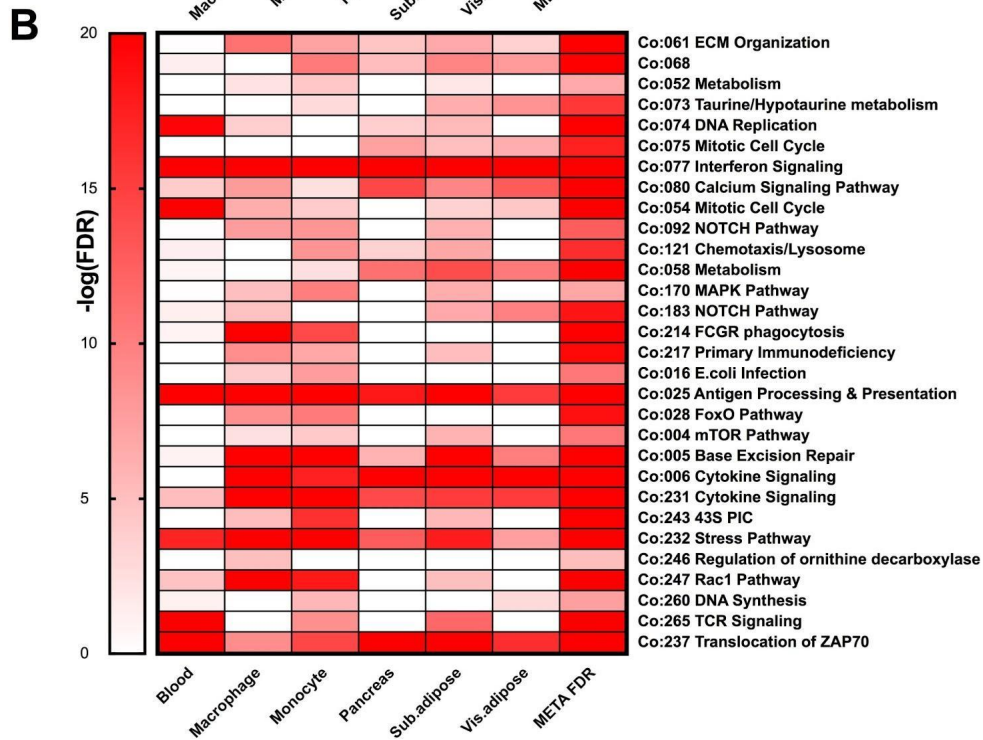 B
Mac
M
Sub
Vis
M
20
15
10
5
0
-log(FDR)
Co:061 ECM Organization
Co:068
Co:052 Metabolism
Co:073 Taurine/Hypotaurine metabolism
Co:074 DNA Replication
Co:075 Mitotic Cell Cycle
Co:077 Interferon Signaling
Co:080 Calcium Signaling Pathway
Co:054 Mitotic Cell Cycle
Co:092 NOTCH Pathway
Co:121 Chemotaxis/Lysosome
Co:058 Metabolism
Co:170 MAPK Pathway
Co:183 NOTCH Pathway
Co:214 FCGR phagocytosis
Co:217 Primary Immunodeficiency
Co:016 E.coli Infection
Co:025 Antigen Processing & Presentation
Co:028 FoxO Pathway
Co:004 mTOR Pathway
Co:005 Base Excision Repair
Co:006 Cytokine Signaling
Co:231 Cytokine Signaling
Co:243 43S PIC
Co:232 Stress Pathway
Co:246 Regulation of ornithine decarboxylase
Co:247 Rac1 Pathway
Co:260 DNA Synthesis
Co:265 TCR Signaling
Co:237 Translocation of ZAP70
Blood
Macrophage
Monocyte
Pancreas
Sub.adipose
Vis.adipose
META FDR